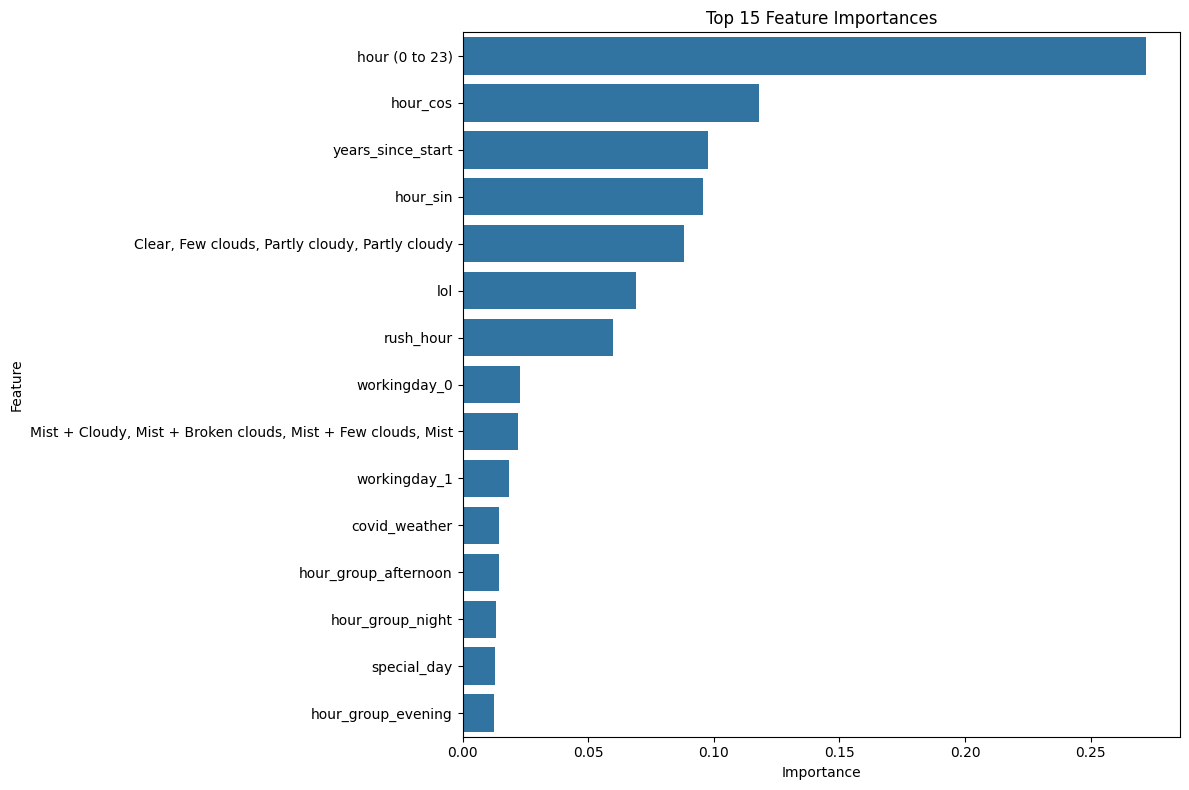 Top 15 Feature Importances
hour (0 to 23)
hour_cos
years_since_start
hour_sin
Clear, Few clouds, Partly cloudy, Partly cloudy
lol
rush_hour
workingday_0
Mist + Cloudy, Mist + Broken clouds, Mist + Few clouds, Mist
workingday_1
covid_weather
hour_group_afternoon
hour_group_night
special_day
hour_group_evening
Feature
0.00 0.05 0.10 0.15 0.20 0.25
Importance